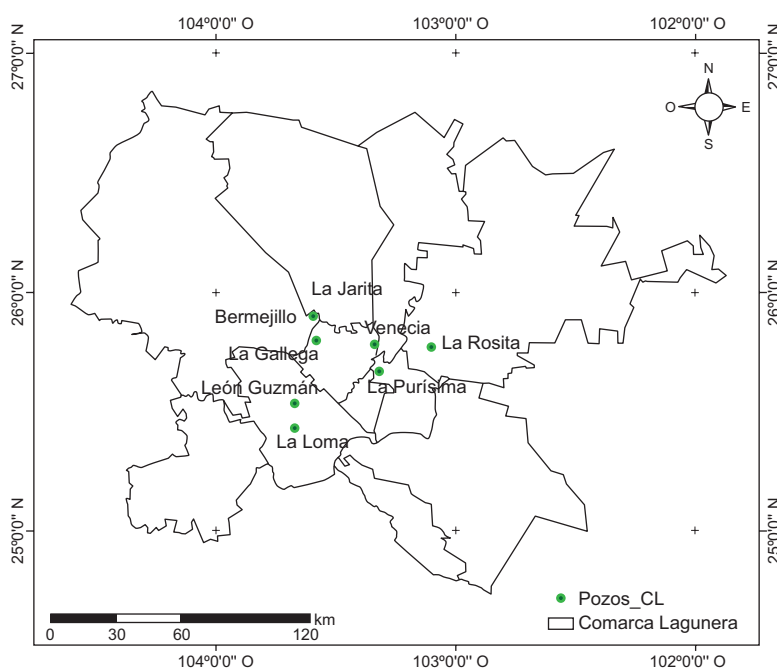 104º0'0'' O 103º0'0'' O 102º0'0'' O
27º0'0'' N 27º0'0'' N
N
O E
S
26º0'0'' N 26º0'0'' N
La Jarita
Bermejillo
Venecia
La Rosita
La Gallega
La Purísima
León Guzmán
La Loma
25º0'0'' N 25º0'0'' N
Pozos_CL
Comarca Lagunera
km
0 30 60 120
104º0'0'' O 103º0'0'' O 102º0'0'' O